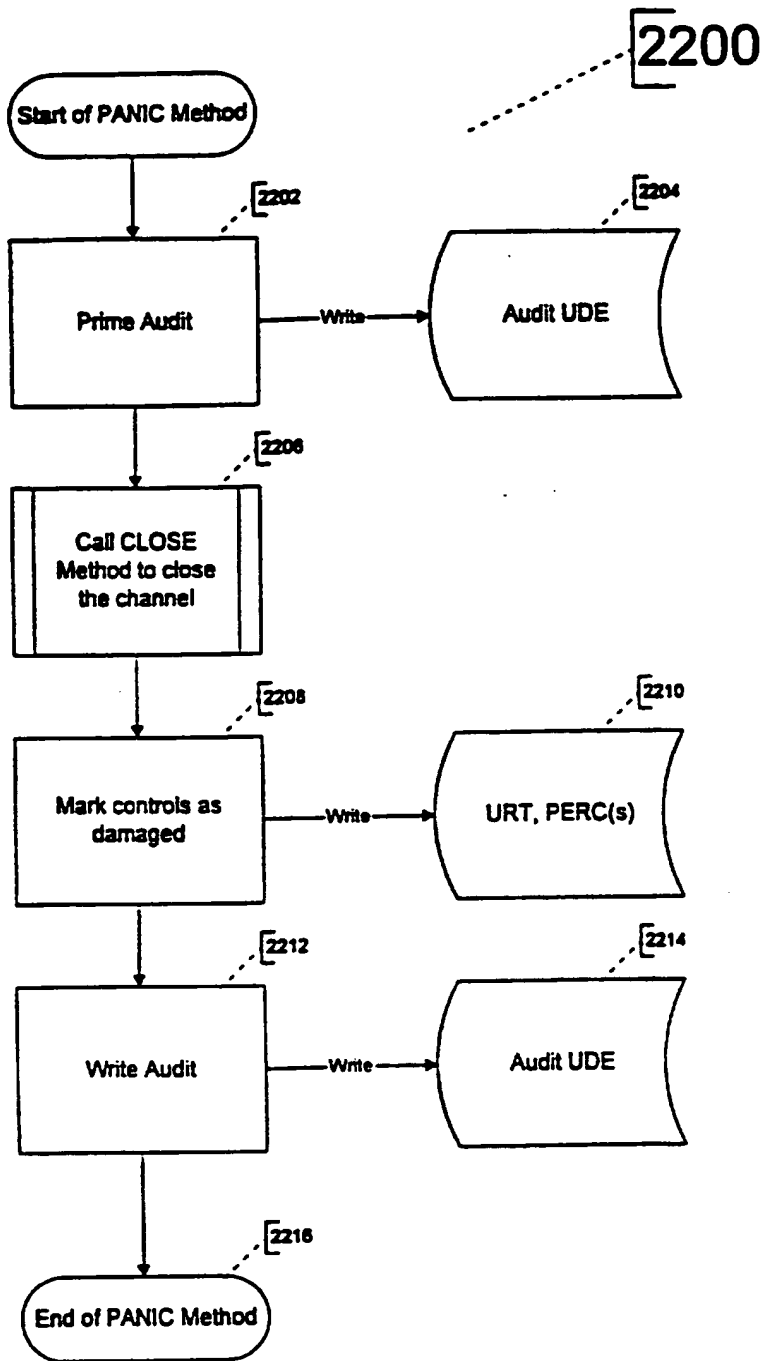 2200
Start of PANIC Method
2202
2204
Prime Audit
Write
Audit UDE
2206
Call CLOSE
Method to close
the channel
2208
2210
Mark controls as
damaged
Write
URT, PERC(s)
2212
2214
Write Audit
Write
Audit UDE
2216
End of PANIC Method